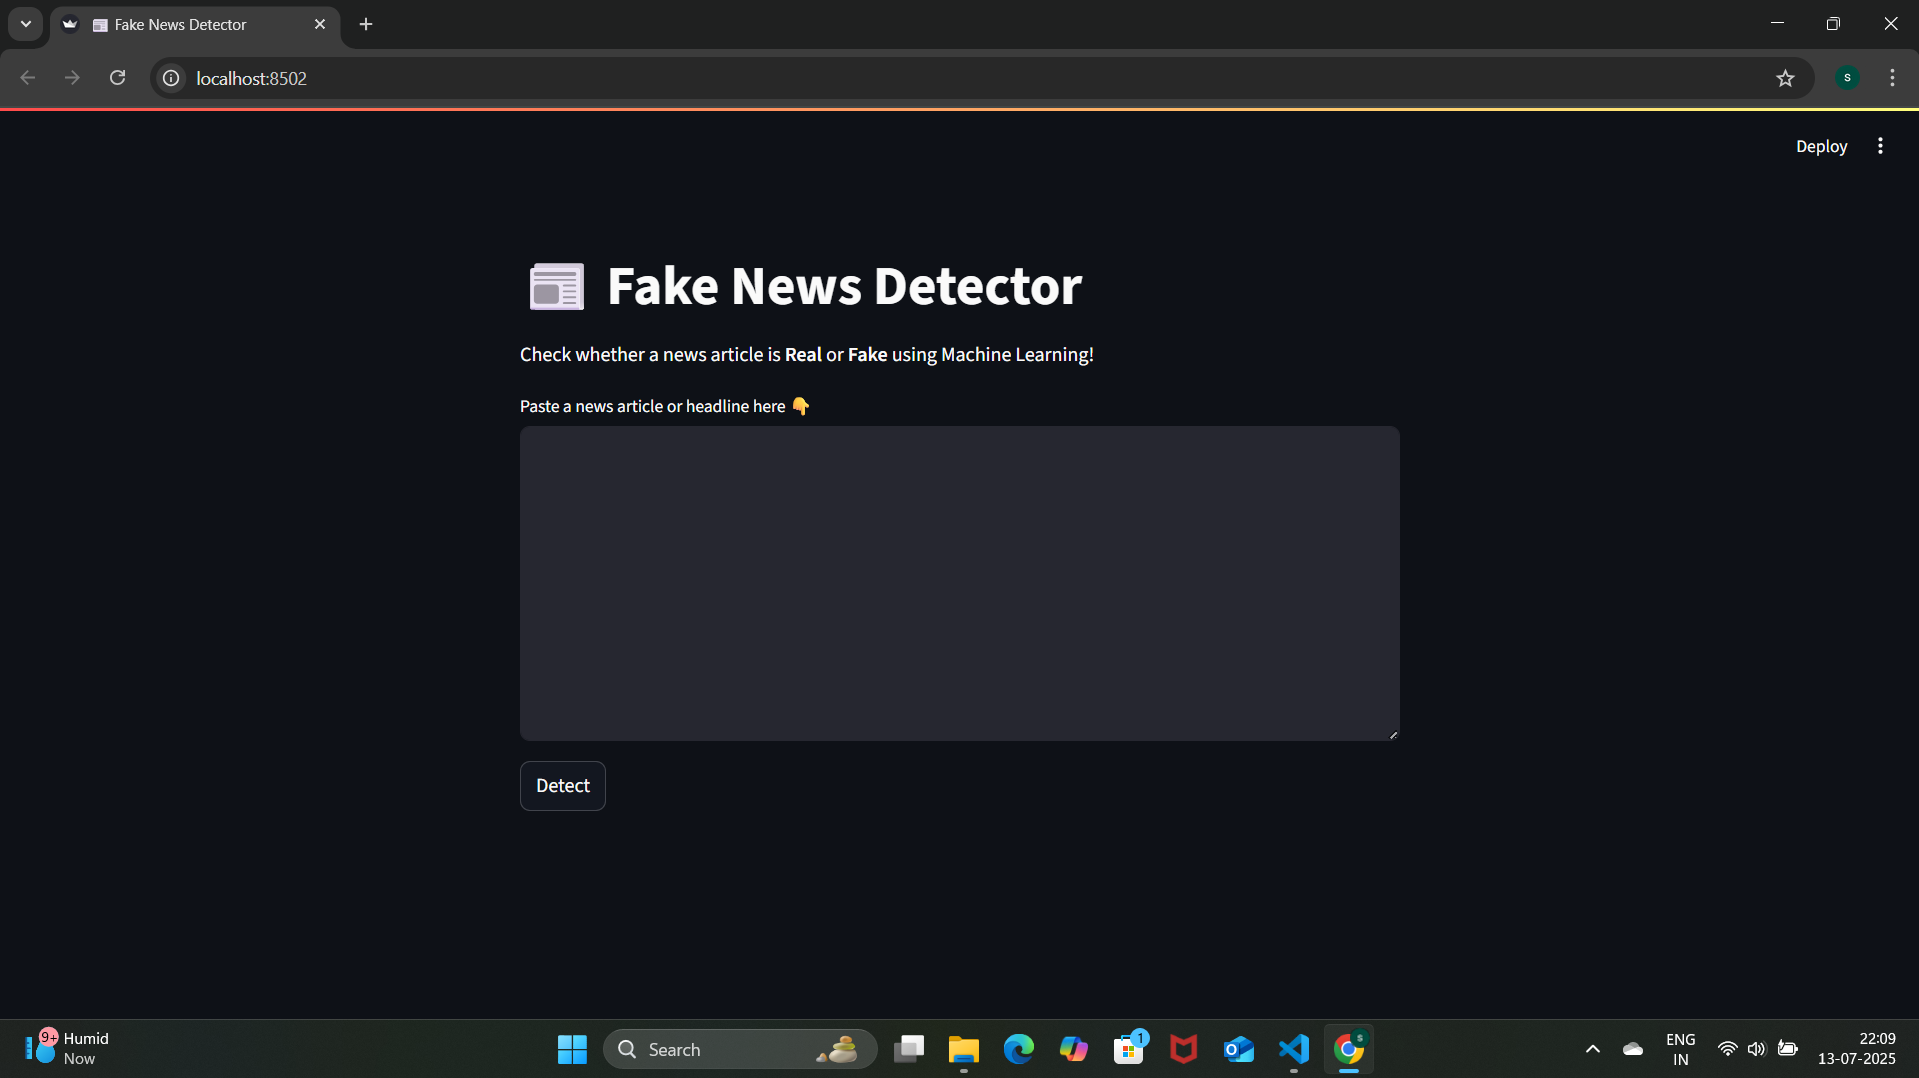 Fake News Detector
localhost:8502
S
Deploy
Fake News Detector
Check whether a news article is Real or Fake using Machine Learning!
Paste a news article or headline here 👇
Detect
9+
Humid
Now
Search
1
S
ENG
IN
22:09
13-07-2025